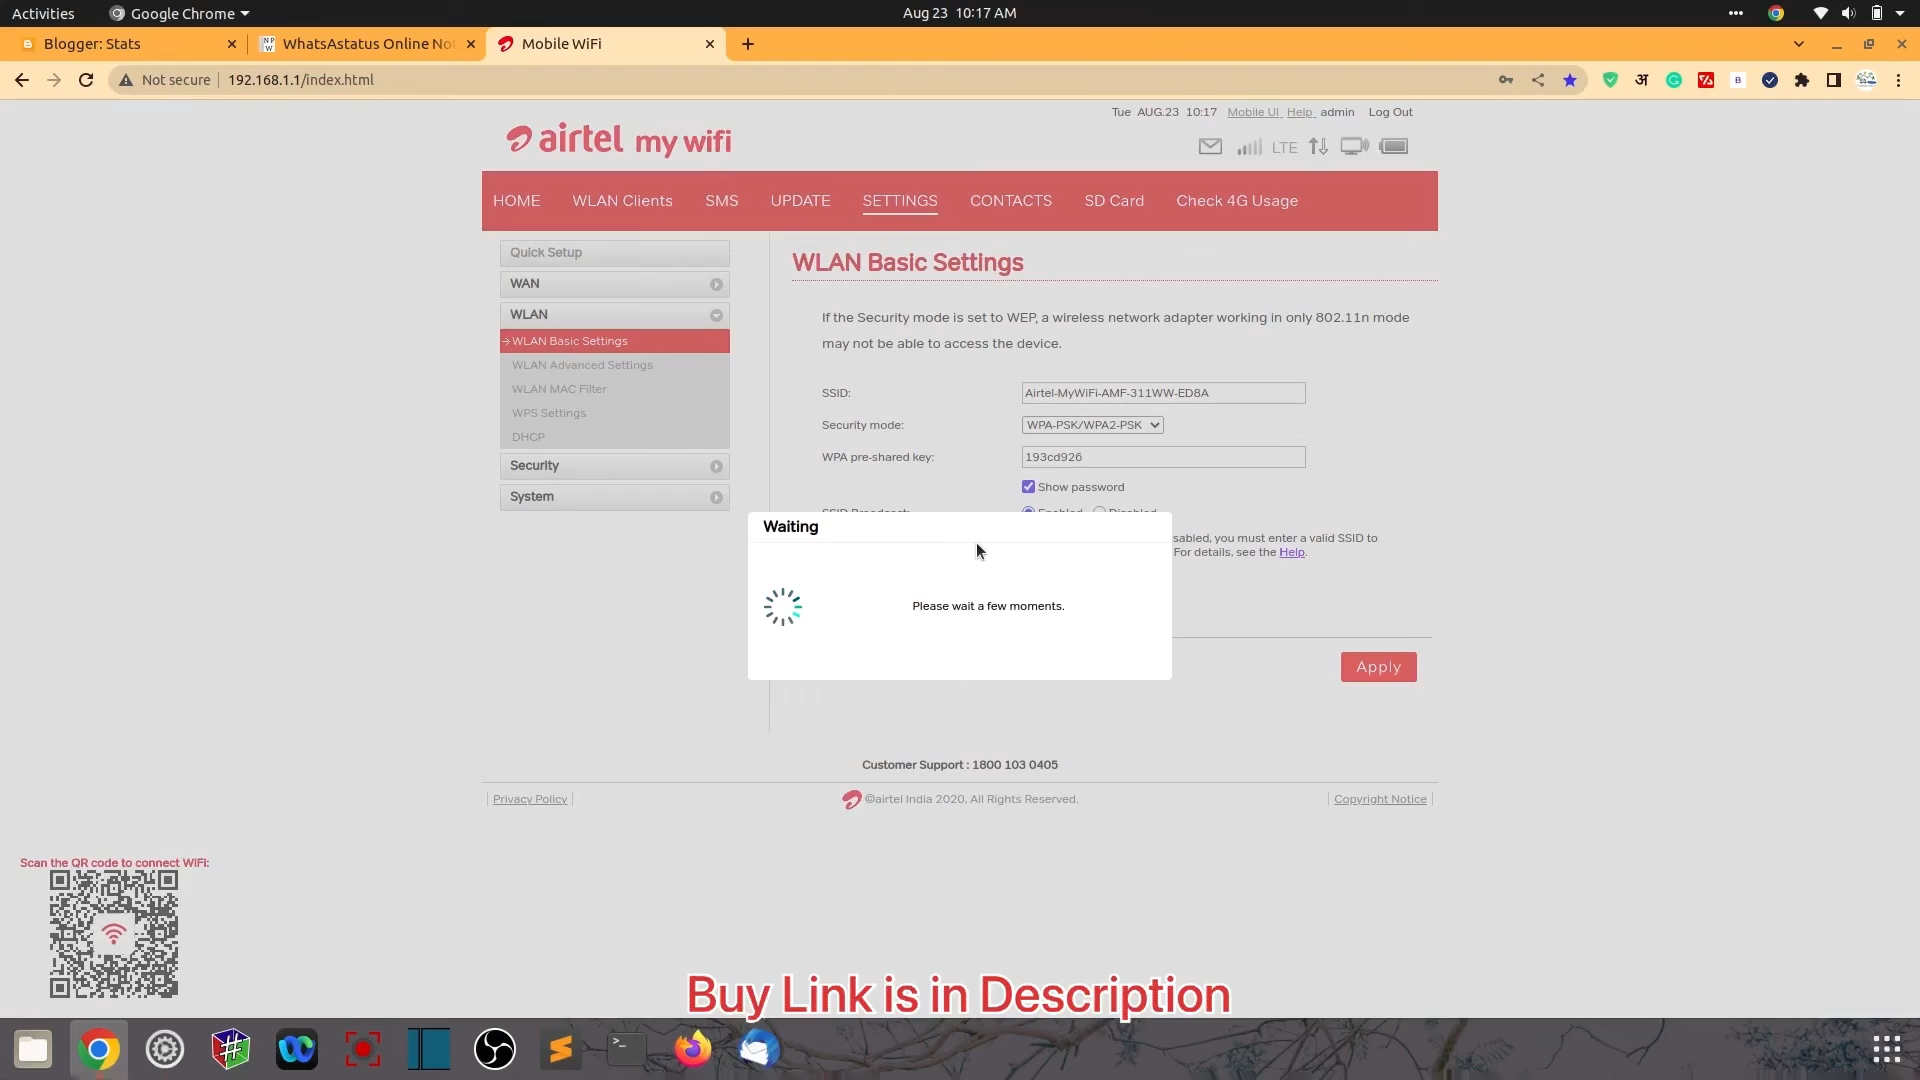 Activities
Google Chrome
Aug 23 10:17 AM
Blogger: Stats
WhatsAstatus Online No
Mobile WiFi
Not secure
192.168.1.1/index.html
Tue AUG.23 10:17 Mobile UI Help admin Log Out
airtel my wifi
LTE
HOME
WLAN Clients
SMS
UPDATE
SETTINGS
CONTACTS
SD Card
Check 4G Usage
Quick Setup
WAN
WLAN
WLAN Basic Settings
WLAN Advanced Settings
WLAN MAC Filter
WPS Settings
DHCP
Security
System
WLAN Basic Settings
If the Security mode is set to WEP, a wireless network adapter working in only 802.11n mode
may not be able to access the device.
SSID: Airtel-MyWiFi-AMF-311WW-ED8A
Security mode: WPA-PSK/WPA2-PSK
WPA pre-shared key: 193cd926
Show password
SSID Broadcast: Enabled Disabled
sabled, you must enter a valid SSID to
For details, see the Help.
Waiting
Please wait a few moments.
Apply
Customer Support : 1800 103 0405
Privacy Policy
©airtel India 2020, All Rights Reserved.
Copyright Notice
Scan the QR code to connect WiFi:
Buy Link is in Description